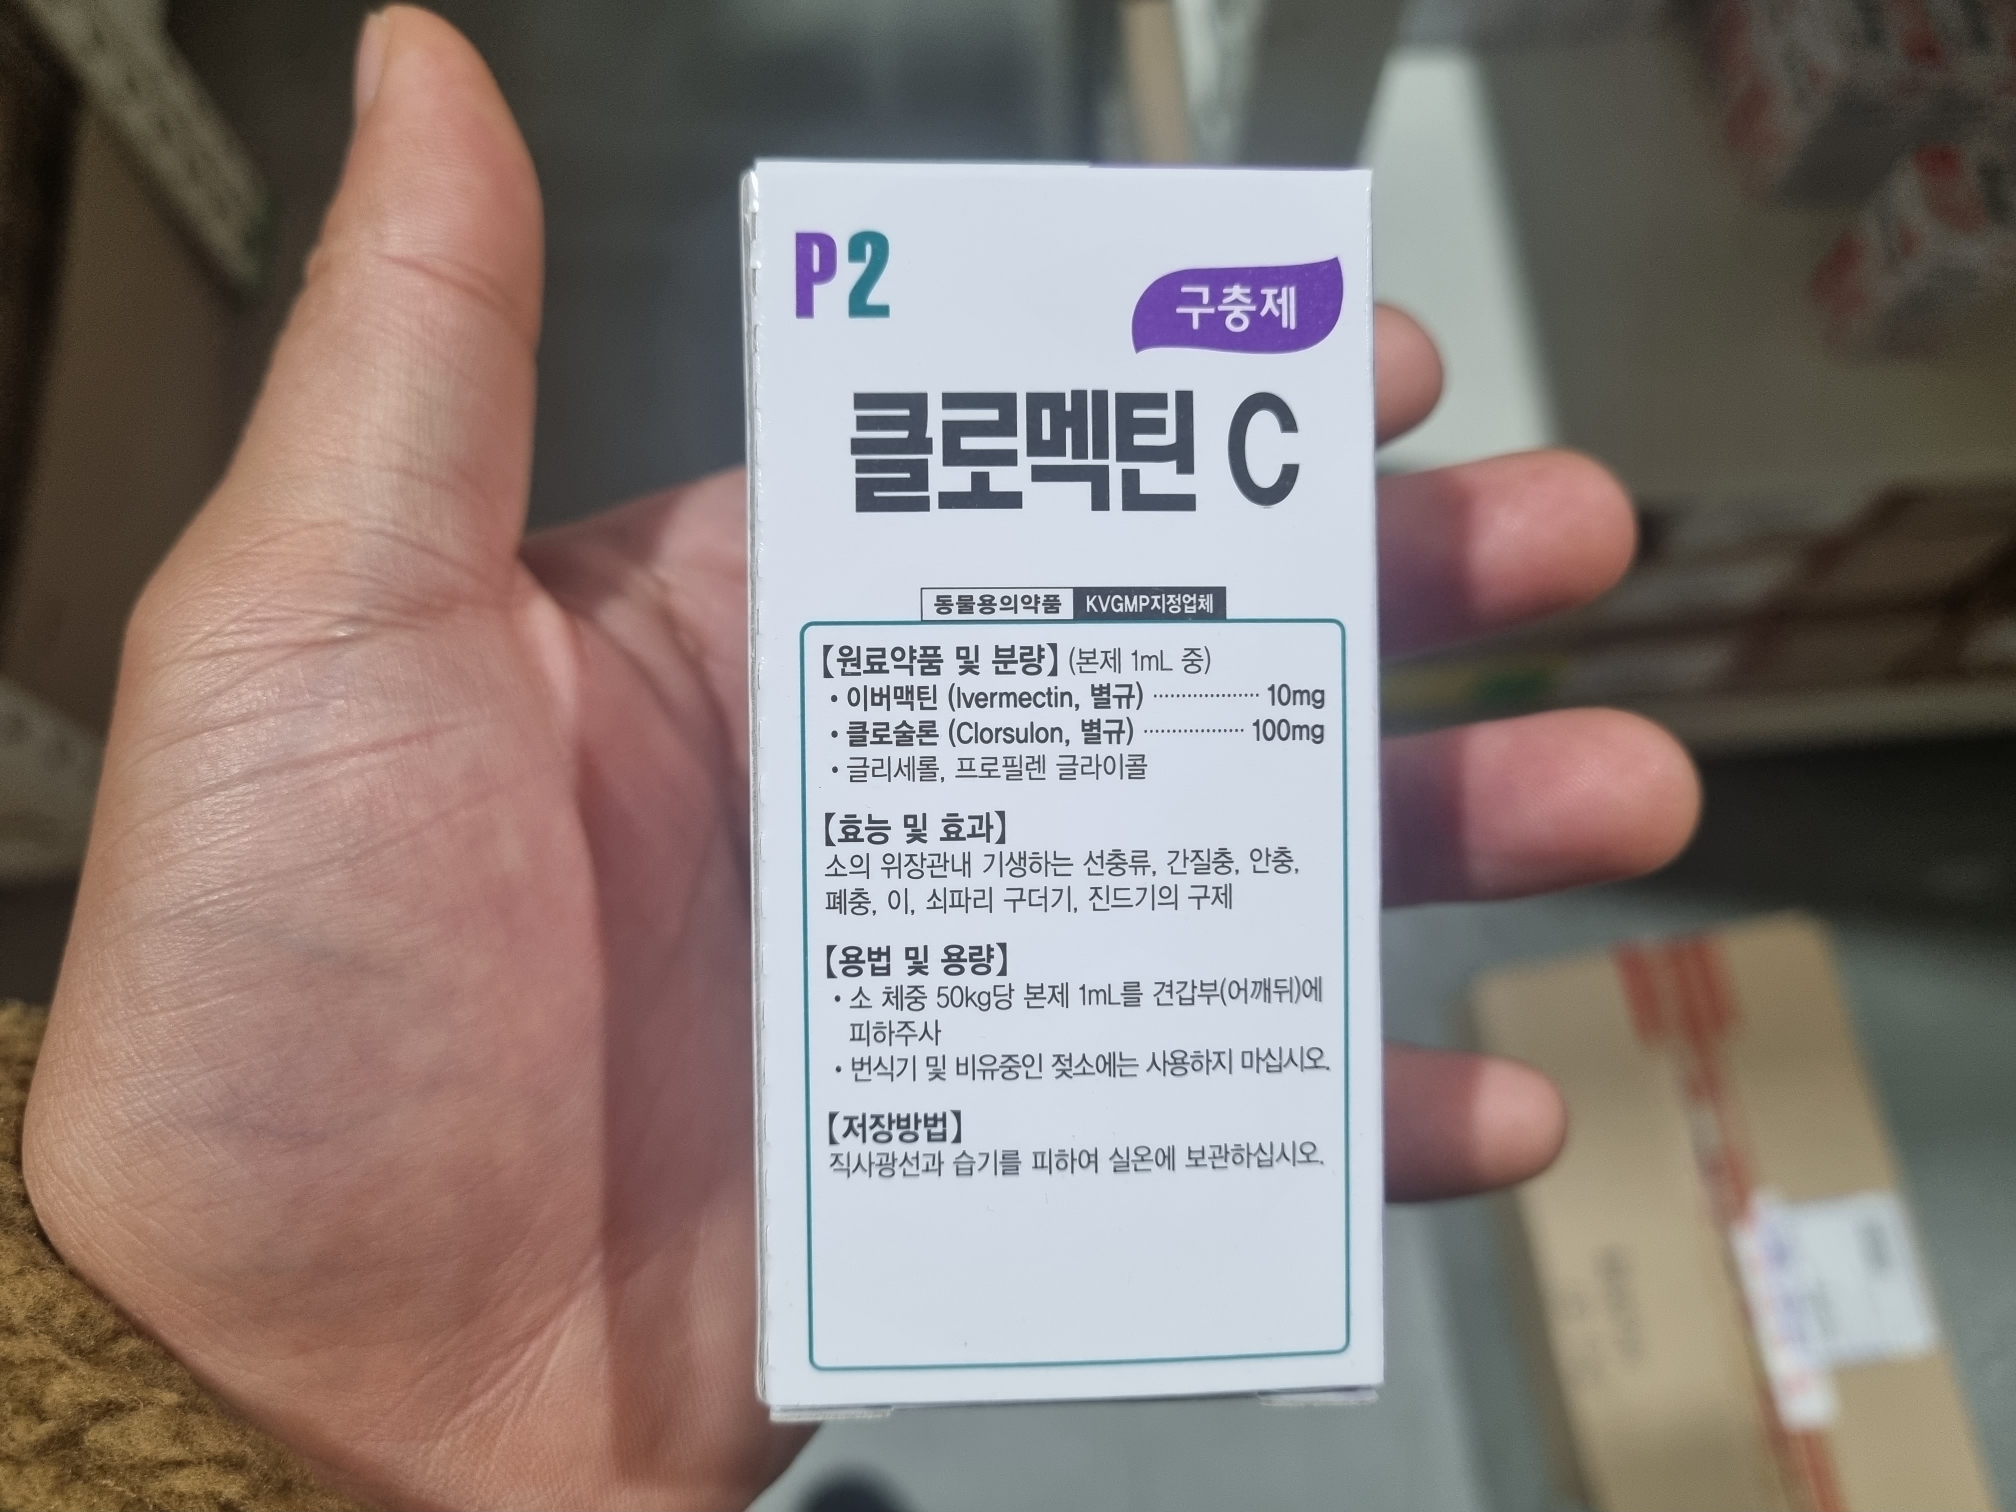 P2
구충제
클로멕틴 C
동물용의약품 KVGMP지정업체
【원료약품 및 분량】 (본제 1mL 중)
• 이버맥틴 (Ivermectin, 별규) ··················· 10mg
• 클로술론 (Clorsulon, 별규) ·················· 100mg
• 글리세롤, 프로필렌 글라이콜
【효능 및 효과】
소의 위장관내 기생하는 선충류, 간질충, 안충,
폐충, 이, 쇠파리 구더기, 진드기의 구제
【용법 및 용량】
• 소 체중 50kg당 본제 1mL를 견갑부(어깨뒤)에
피하주사
• 번식기 및 비유중인 젖소에는 사용하지 마십시오.
【저장방법】
직사광선과 습기를 피하여 실온에 보관하십시오.